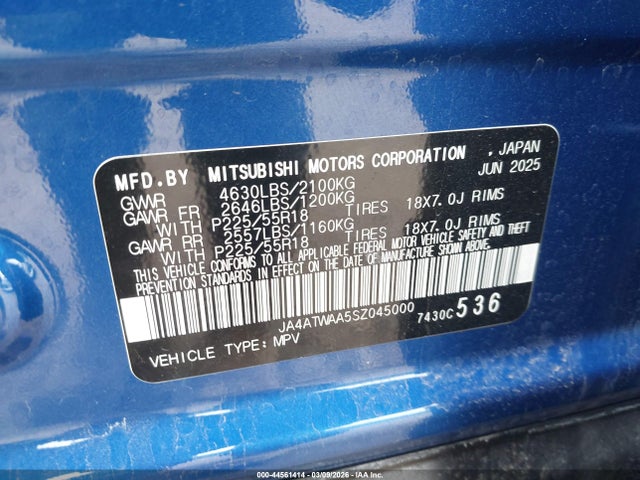 MFD.BY MITSUBISHI MOTORS CORPORATION , JAPAN
JUN 2025
GVWR 4630LBS/2100KG
GAWR FR 2646LBS/1200KG
WITH P225/55R18 TIRES 18X7.0J RIMS
GAWR RR 2557LBS/1160KG
WITH P225/55R18 TIRES 18X7.0J RIMS
THIS VEHICLE CONFORMS TO ALL APPLICABLE FEDERAL MOTOR VEHICLE SAFETY AND THEFT
PREVENTION STANDARDS IN EFFECT ON THE DATE OF MANUFACTURE SHOWN ABOVE.
JA4ATWAA5SZ045000 7430C 536
VEHICLE TYPE: MPV
000-44561414 | 03/09/2026 | IAA Inc.